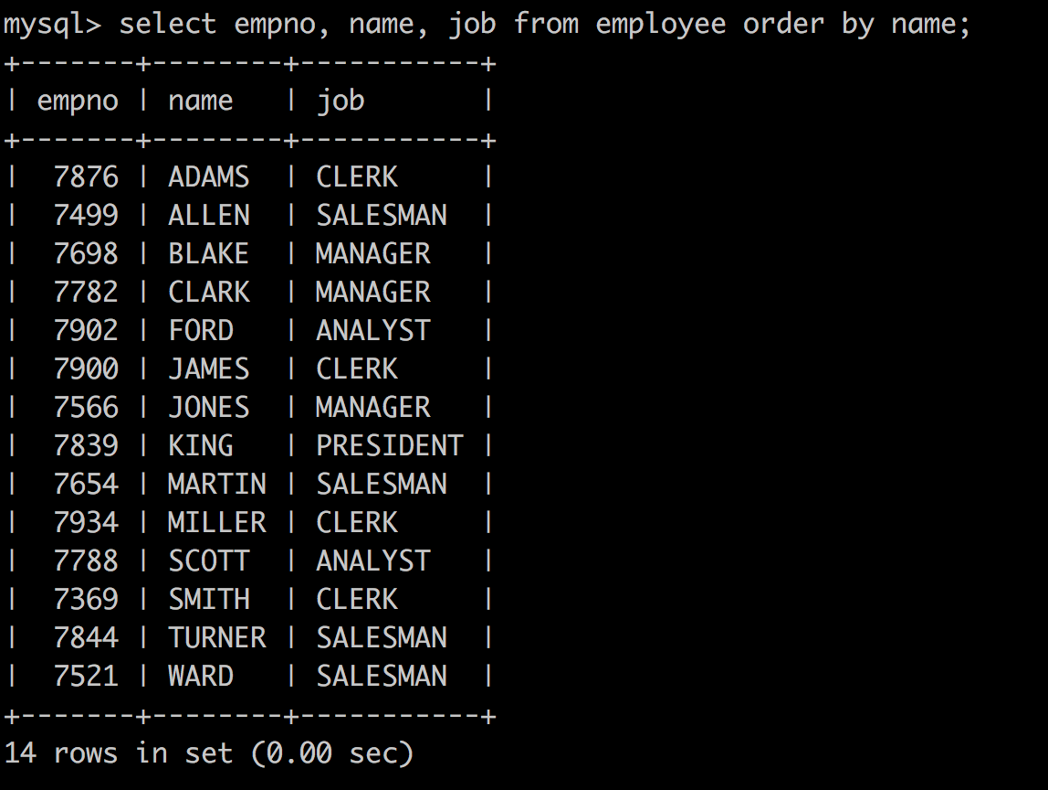 mysql> select empno, name, job from employee order by name;
+-------+--------+-----------+
| empno | name   | job       |
+-------+--------+-----------+
|  7876 | ADAMS  | CLERK     |
|  7499 | ALLEN  | SALESMAN  |
|  7698 | BLAKE  | MANAGER   |
|  7782 | CLARK  | MANAGER   |
|  7902 | FORD   | ANALYST   |
|  7900 | JAMES  | CLERK     |
|  7566 | JONES  | MANAGER   |
|  7839 | KING   | PRESIDENT |
|  7654 | MARTIN | SALESMAN  |
|  7934 | MILLER | CLERK     |
|  7788 | SCOTT  | ANALYST   |
|  7369 | SMITH  | CLERK     |
|  7844 | TURNER | SALESMAN  |
|  7521 | WARD   | SALESMAN  |
+-------+--------+-----------+
14 rows in set (0.00 sec)